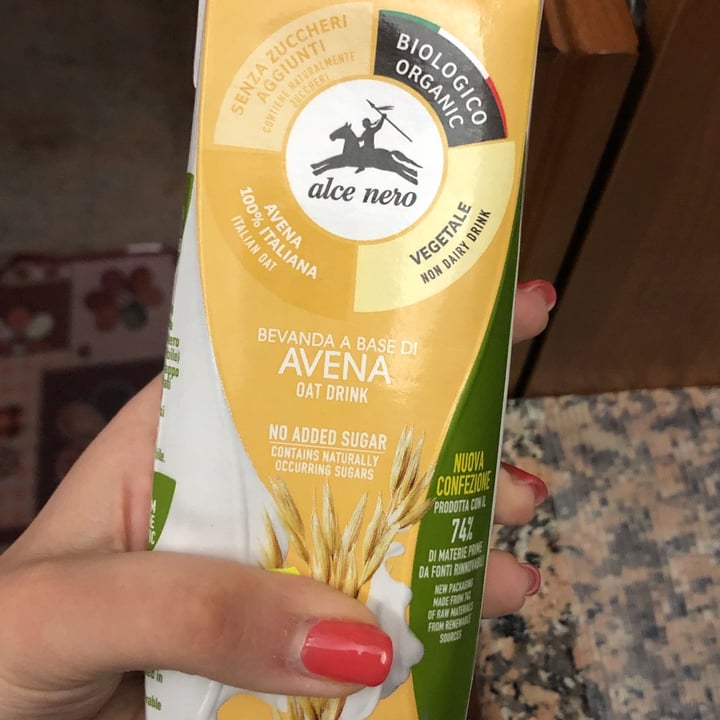 SENZA ZUCCHERI
AGGIUNTI
CONTIENE NATURALMENTE
ZUCCHERI
BIOLOGICO
ORGANIC
alce nero
AVENA
100% ITALIANA
ITALIAN OAT
VEGETALE
NON DAIRY DRINK
BEVANDA A BASE DI
AVENA
OAT DRINK
NO ADDED SUGAR
CONTAINS NATURALLY
OCCURRING SUGARS
NUOVA
CONFEZIONE
PRODOTTA CON IL
74%
DI MATERIE PRIME
DA FONTI RINNOVABILI
NEW PACKAGING
MADE FROM 74%
OF RAW MATERIALS
FROM RENEWABLE
SOURCES